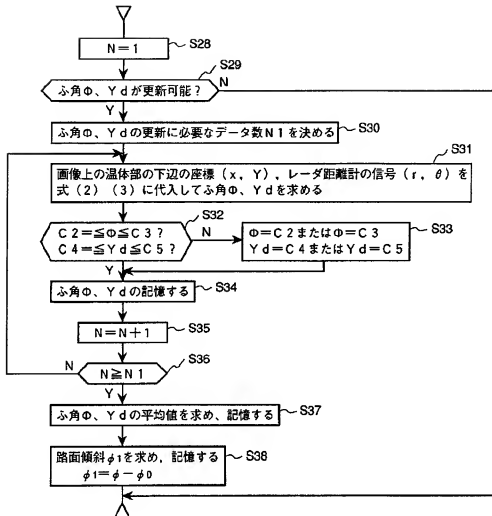 N=1
S28
ふ角Φ、Ydが更新可能?
S29
N
Y
ふ角Φ、Ydの更新に必要なデータ数N1を決める
S30
S31
画像上の温体部の下辺の座標(x,Y)，レーダ距離計の信号(r,θ)を
式(2)(3)に代入してふ角Φ、Ydを求める
S32
C2=≦Φ≦C3?
C4=≦Yd≦C5?
N
S33
Φ=C2またはΦ=C3
Yd=C4またはYd=C5
Y
ふ角Φ、Ydの記憶する
S34
N=N+1
S35
N≧N1
S36
N
Y
ふ角Φ、Ydの平均値を求め、記憶する
S37
路面傾斜φ1を求め，記憶する
φ1=φ−φ0
S38